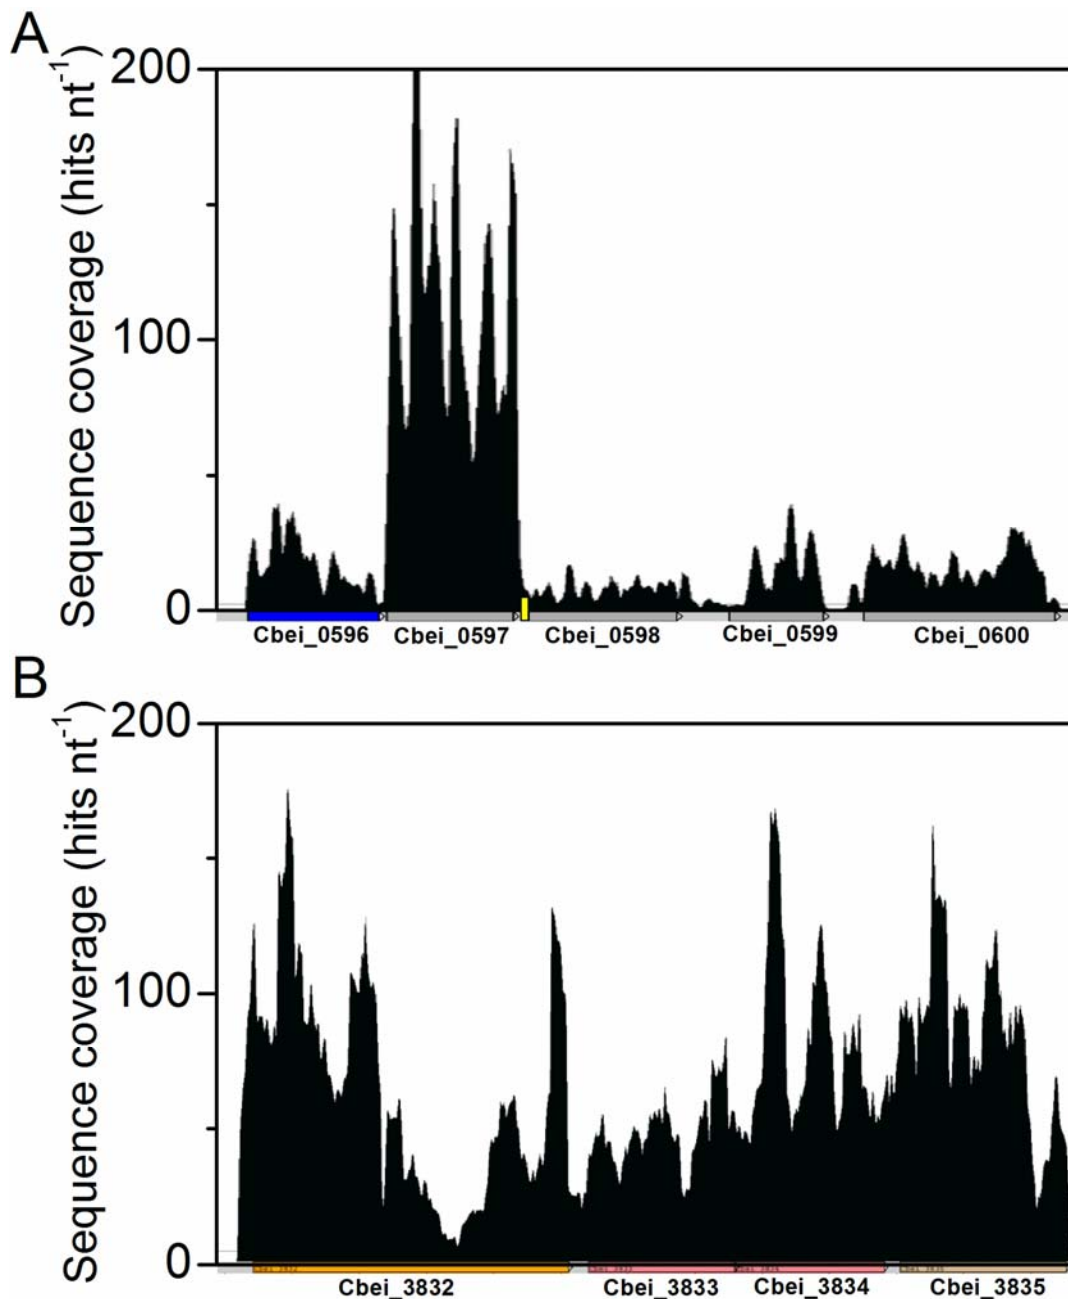 A
Sequence coverage (hits nt-1)
200
100
0
Cbei_0596 Cbei_0597 Cbei_0598 Cbei_0599 Cbei_0600
B
Sequence coverage (hits nt-1)
200
100
0
Cbei_3832 Cbei_3833 Cbei_3834 Cbei_3835